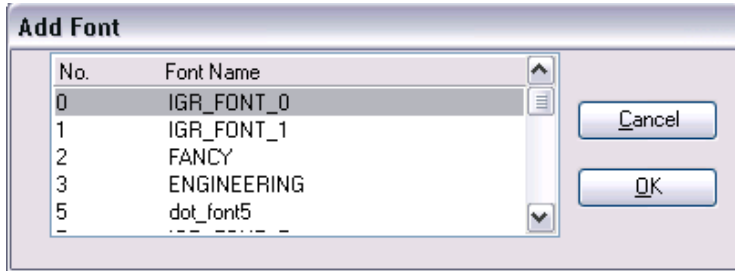 Add Font
No. Font Name
0 IGR_FONT_0
1 IGR_FONT_1
2 FANCY
3 ENGINEERING
5 dot_font5
Cancel
OK